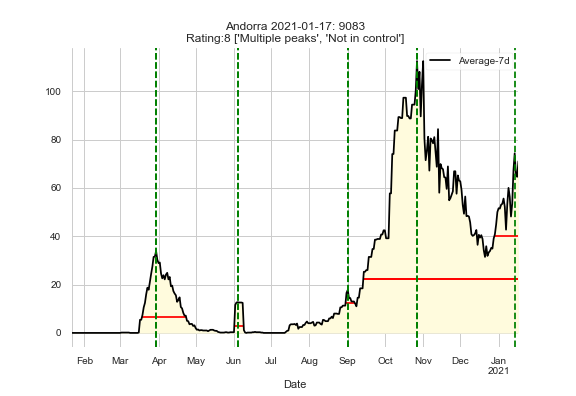 Andorra 2021-01-17: 9083
Rating:8 ['Multiple peaks', 'Not in control']
Average-7d
100
80
60
40
20
0
Feb Mar Apr May Jun Jul Aug Sep Oct Nov Dec Jan
2021
Date